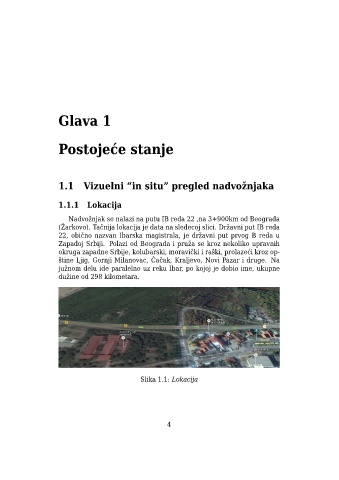 Glava 1
Postojeće stanje
1.1 Vizuelni “in situ” pregled nadvožnjaka
1.1.1 Lokacija
Nadvožnjak se nalazi na putu IB reda 22 ,na 3+900km od Beograda
(Žarkovo). Tačnija lokacija je data na sledecoj slici. Državni put IB reda
22, obično nazvan Ibarska magistrala, je državni put prvog B reda u
Zapadoj Srbiji. Polazi od Beograda i pruža se kroz nekoliko upravnih
okruga zapadne Srbije, kolubarski, moravički i raški, prolazeći kroz op-
štine Ljig, Gornji Milanovac, Čačak, Kraljevo, Novi Pazar i druge. Na
južnom delu ide paralelno uz reku Ibar, po kojoj je dobio ime, ukupne
dužine od 298 kilometara.
Slika 1.1: Lokacija
4